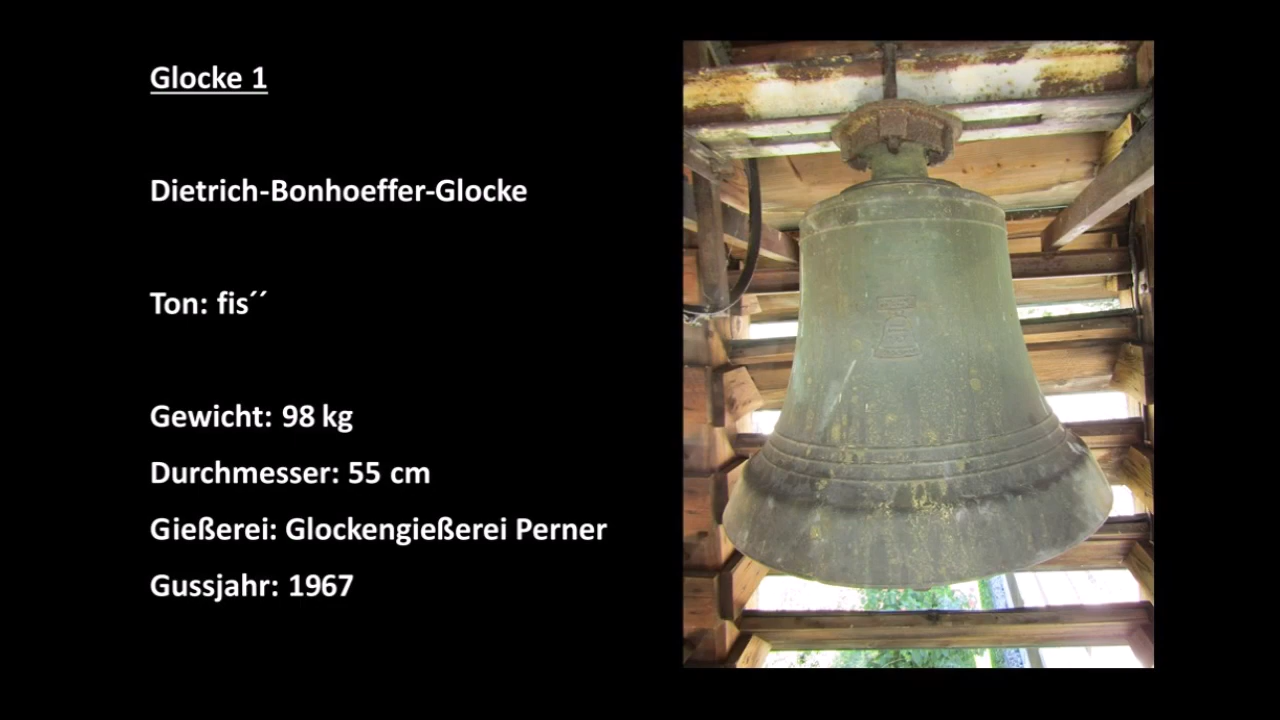 Glocke 1
Dietrich-Bonhoeffer-Glocke
Ton: fis´´
Gewicht: 98 kg
Durchmesser: 55 cm
Gießerei: Glockengießerei Perner
Gussjahr: 1967